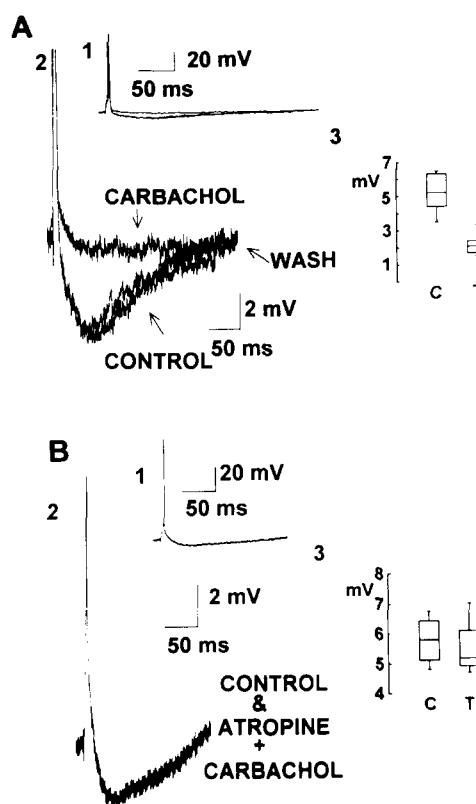 A
1
2
20 mV
50 ms
3
CARBACHOL
WASH
2 mV
50 ms
CONTROL
mV
7
5
3
1
C
B
1
2
20 mV
50 ms
3
2 mV
50 ms
CONTROL
&
ATROPINE
+
CARBACHOL
mV
8
7
6
5
4
C
T